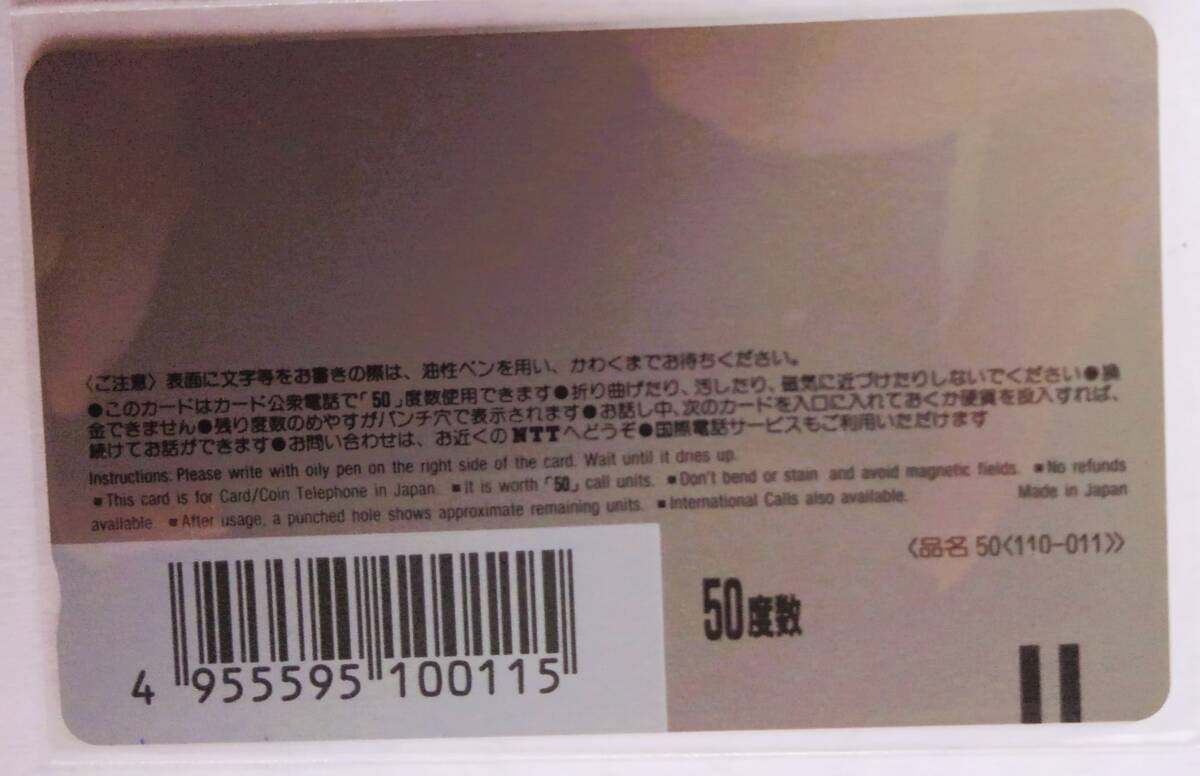 〈ご注意〉表面に文字等をお書きの際は、油性ペンを用い、かわくまでお待ちください。
●このカードはカード公衆電話で「50」度数使用できます●折り曲げたり、汚したり、磁気に近づけたりしないでください●換
金できません●残り度数のめやすがパンチ穴で表示されます●お話し中、次のカードを入口に入れておくか硬貨を投入すれば、
続けてお話ができます●お問い合わせは、お近くのNTTへどうぞ●国際電話サービスもご利用いただけます
Instructions: Please write with oily pen on the right side of the card. Wait until it dries up.
■This card is for Card/Coin Telephone in Japan. ■It is worth「50」call units. ■Don't bend or stain and avoid magnetic fields. ■No refunds
available ■After usage, a punched hole shows approximate remaining units. ■International Calls also available. Made in Japan
〈品名 50〈110-011〉〉
50度数
4 955595 100115